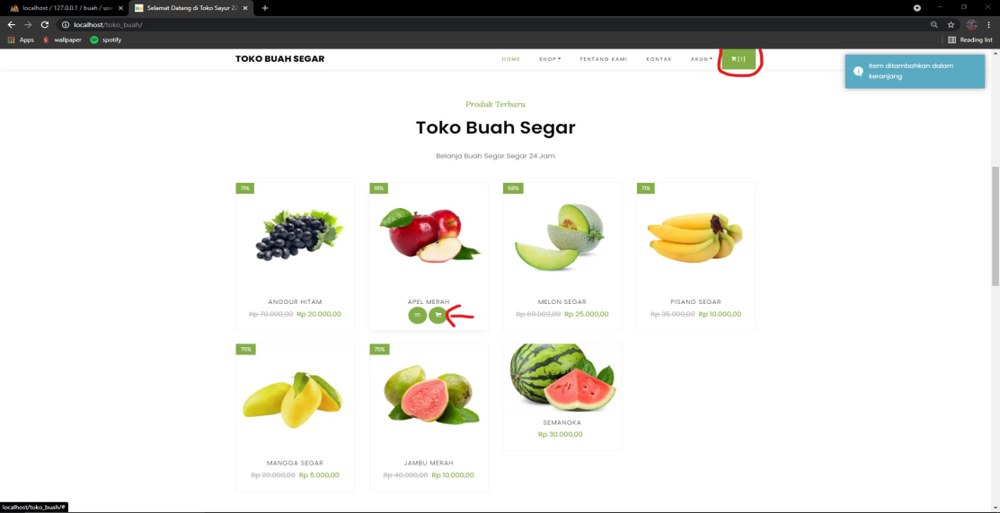 localhost / 127.0.0.1 / buah / use
Selamat Datang di Toko Sayur 22
localhost/toko_buah/
Apps wallpaper spotify Reading list
TOKO BUAH SEGAR HOME SHOP TENTANG KAMI KONTAK AKUN [1]
Item ditambahkan dalam
keranjang
Produk Terbaru
Toko Buah Segar
Belanja Buah Segar Segar 24 Jam
71% 61% 58% 71%
ANGGUR HITAM APEL MERAH MELON SEGAR PISANG SEGAR
Rp 70.000,00 Rp 20.000,00 Rp 60.000,00 Rp 25.000,00 Rp 35.000,00 Rp 10.000,00
75% 75%
SEMANGKA
Rp 30.000,00
MANGGA SEGAR JAMBU MERAH
Rp 20.000,00 Rp 5.000,00 Rp 40.000,00 Rp 10.000,00
localhost/toko_buah/#